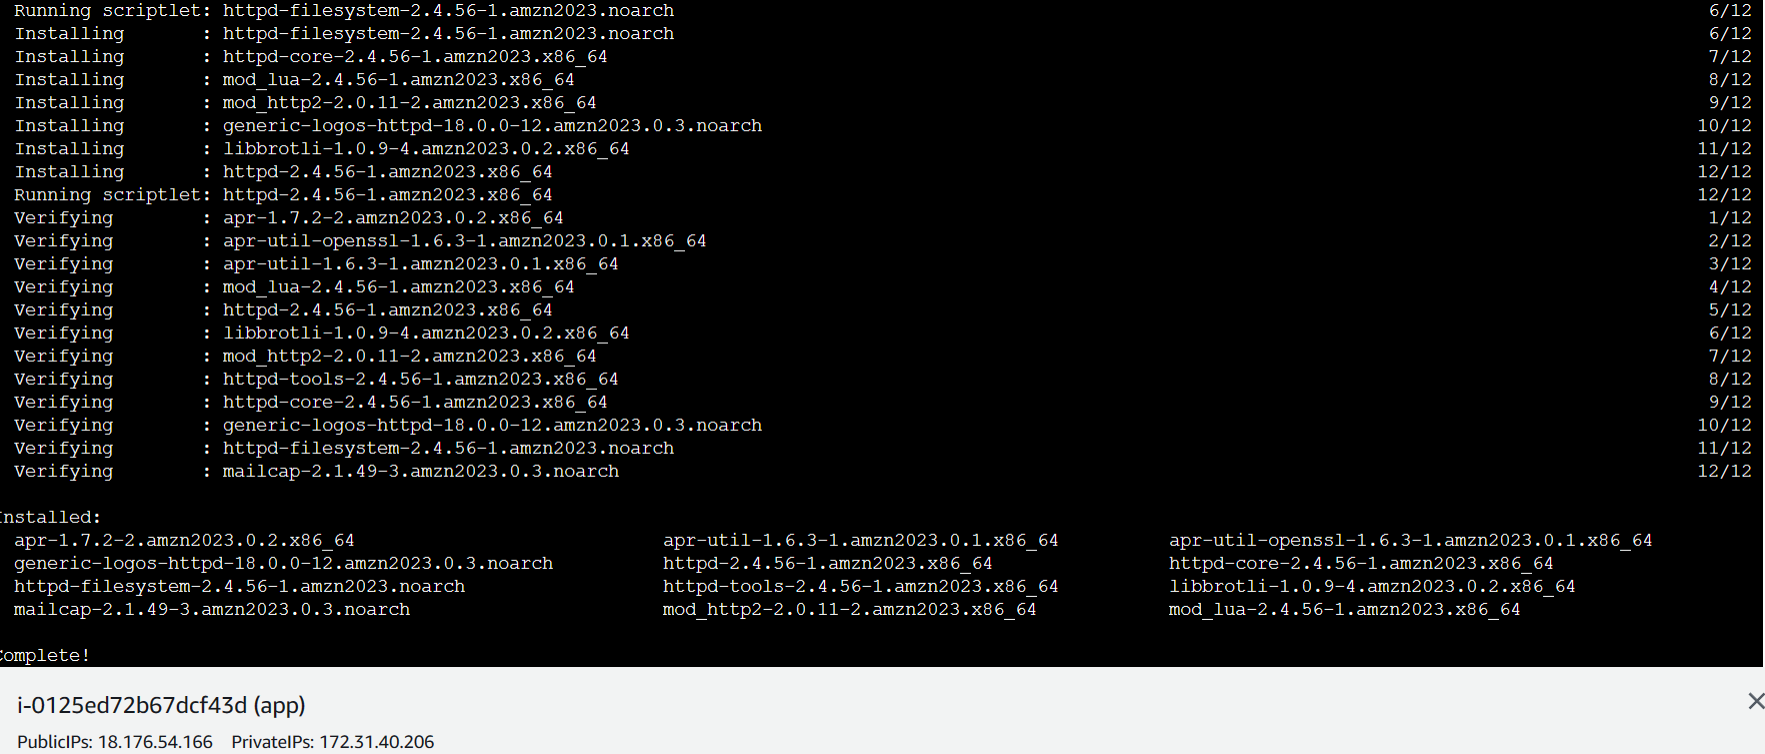 Running scriptlet: httpd-filesystem-2.4.56-1.amzn2023.noarch 6/12
Installing : httpd-filesystem-2.4.56-1.amzn2023.noarch 6/12
Installing : httpd-core-2.4.56-1.amzn2023.x86_64 7/12
Installing : mod_lua-2.4.56-1.amzn2023.x86_64 8/12
Installing : mod_http2-2.0.11-2.amzn2023.x86_64 9/12
Installing : generic-logos-httpd-18.0.0-12.amzn2023.0.3.noarch 10/12
Installing : libbrotli-1.0.9-4.amzn2023.0.2.x86_64 11/12
Installing : httpd-2.4.56-1.amzn2023.x86_64 12/12
Running scriptlet: httpd-2.4.56-1.amzn2023.x86_64 12/12
Verifying : apr-1.7.2-2.amzn2023.0.2.x86_64 1/12
Verifying : apr-util-openssl-1.6.3-1.amzn2023.0.1.x86_64 2/12
Verifying : apr-util-1.6.3-1.amzn2023.0.1.x86_64 3/12
Verifying : mod_lua-2.4.56-1.amzn2023.x86_64 4/12
Verifying : httpd-2.4.56-1.amzn2023.x86_64 5/12
Verifying : libbrotli-1.0.9-4.amzn2023.0.2.x86_64 6/12
Verifying : mod_http2-2.0.11-2.amzn2023.x86_64 7/12
Verifying : httpd-tools-2.4.56-1.amzn2023.x86_64 8/12
Verifying : httpd-core-2.4.56-1.amzn2023.x86_64 9/12
Verifying : generic-logos-httpd-18.0.0-12.amzn2023.0.3.noarch 10/12
Verifying : httpd-filesystem-2.4.56-1.amzn2023.noarch 11/12
Verifying : mailcap-2.1.49-3.amzn2023.0.3.noarch 12/12
Installed:
apr-1.7.2-2.amzn2023.0.2.x86_64 apr-util-1.6.3-1.amzn2023.0.1.x86_64 apr-util-openssl-1.6.3-1.amzn2023.0.1.x86_64
generic-logos-httpd-18.0.0-12.amzn2023.0.3.noarch httpd-2.4.56-1.amzn2023.x86_64 httpd-core-2.4.56-1.amzn2023.x86_64
httpd-filesystem-2.4.56-1.amzn2023.noarch httpd-tools-2.4.56-1.amzn2023.x86_64 libbrotli-1.0.9-4.amzn2023.0.2.x86_64
mailcap-2.1.49-3.amzn2023.0.3.noarch mod_http2-2.0.11-2.amzn2023.x86_64 mod_lua-2.4.56-1.amzn2023.x86_64
Complete!
i-0125ed72b67dcf43d (app)
PublicIPs: 18.176.54.166 PrivateIPs: 172.31.40.206